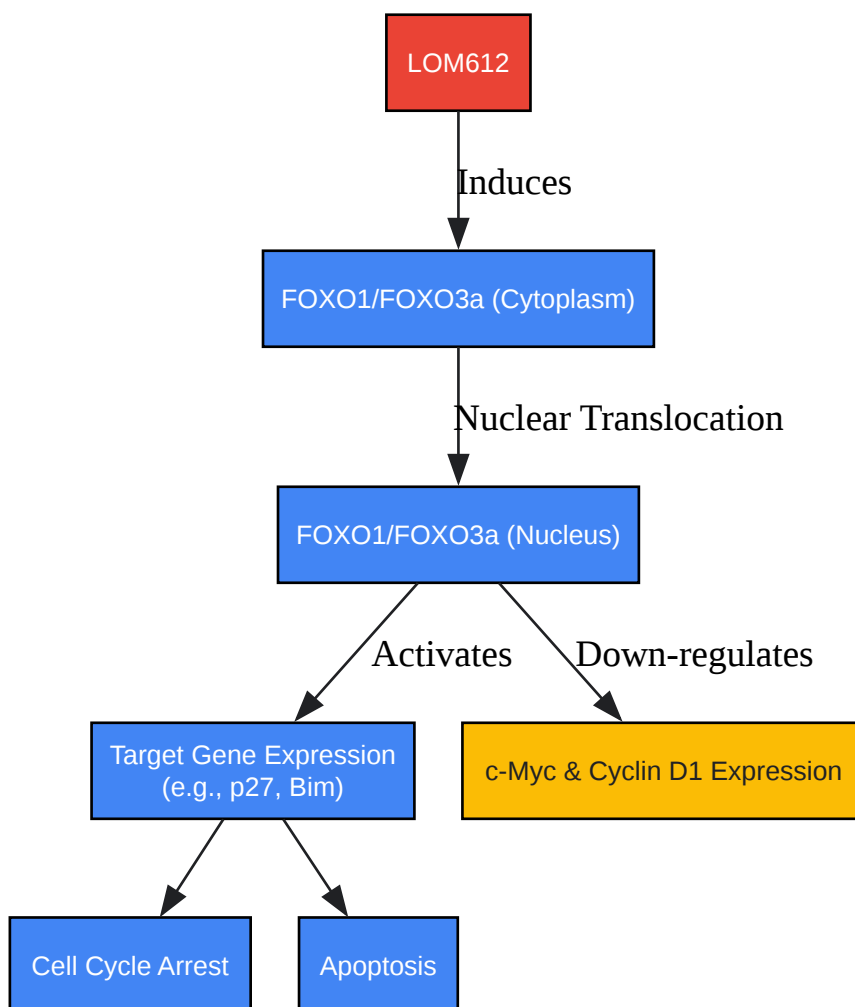 LOM612
Induces
FOXO1/FOXO3a (Cytoplasm)
Nuclear Translocation
FOXO1/FOXO3a (Nucleus)
Activates
Down-regulates
Target Gene Expression
(e.g., p27, Bim)
c-Myc & Cyclin D1 Expression
Cell Cycle Arrest
Apoptosis